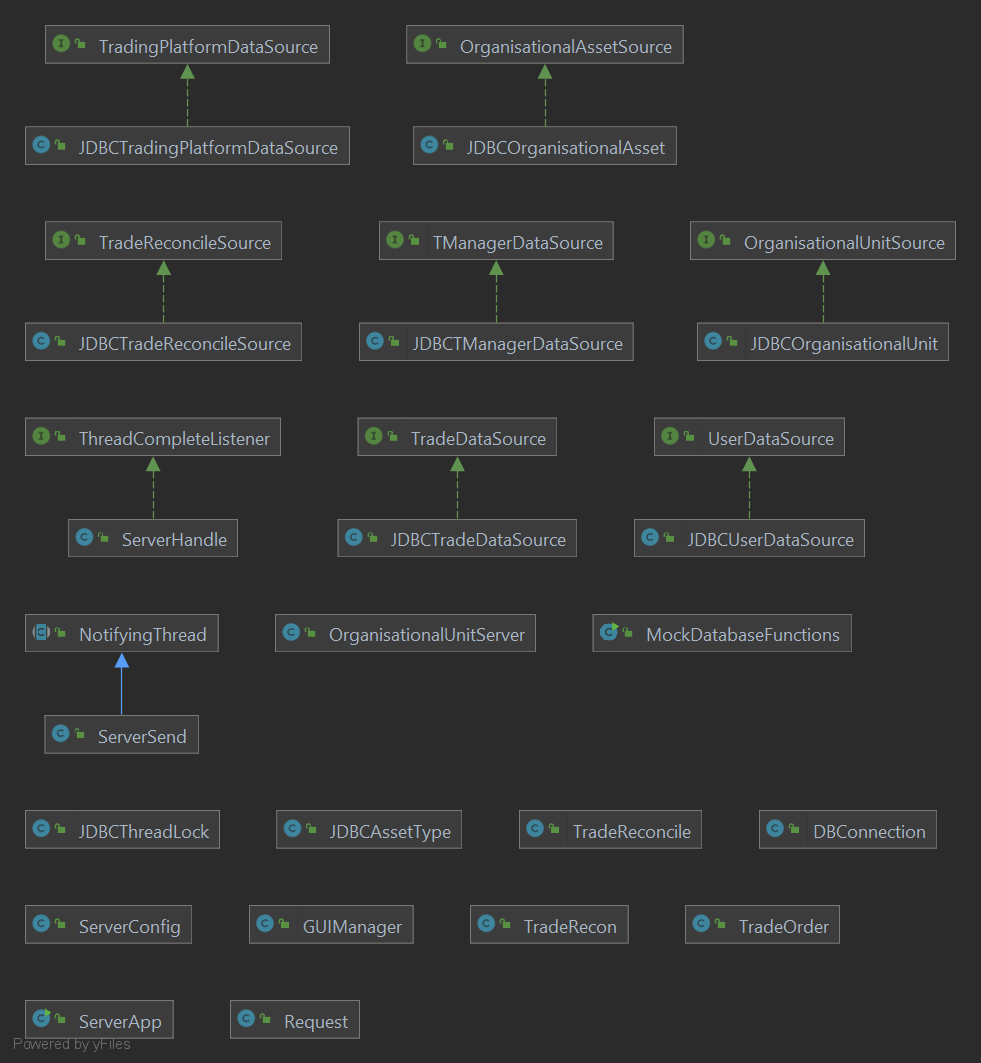 TradingPlatformDataSource
OrganisationalAssetSource
JDBCTradingPlatformDataSource
JDBCOrganisationalAsset
TradeReconcileSource
TManagerDataSource
OrganisationalUnitSource
JDBCTradeReconcileSource
JDBCTManagerDataSource
JDBCOrganisationalUnit
ThreadCompleteListener
TradeDataSource
UserDataSource
ServerHandle
JDBCTradeDataSource
JDBCUserDataSource
NotifyingThread
OrganisationalUnitServer
MockDatabaseFunctions
ServerSend
JDBCThreadLock
JDBCAssetType
TradeReconcile
DBConnection
ServerConfig
GUIManager
TradeRecon
TradeOrder
ServerApp
Request
Powered by yFiles